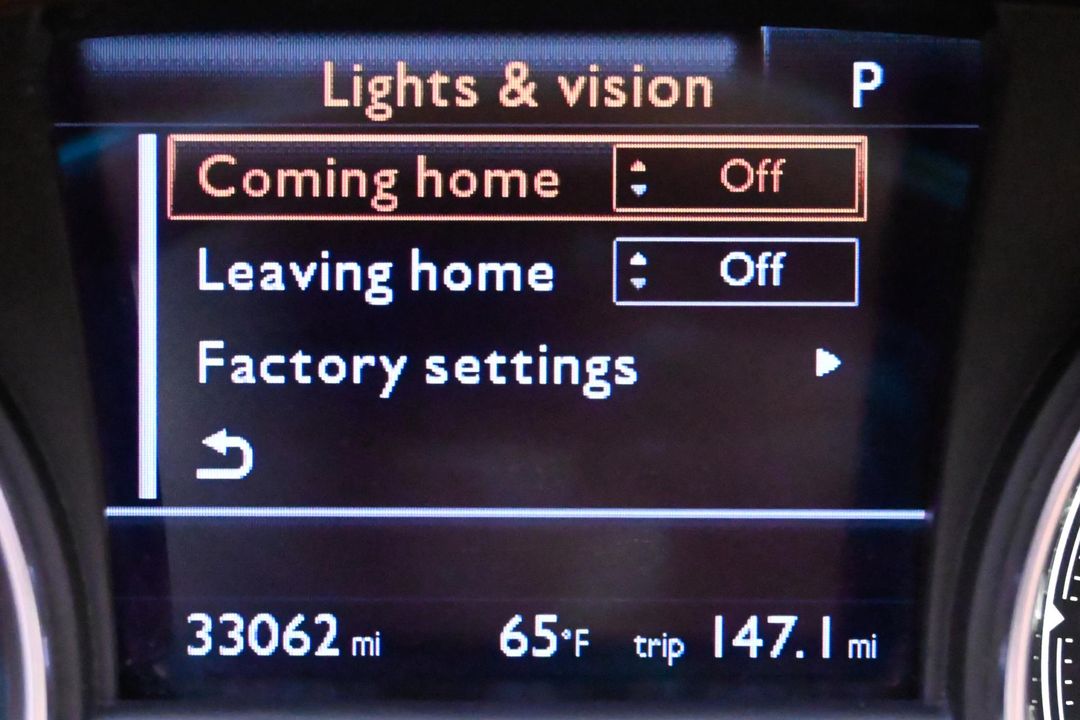 Lights & vision P
Coming home Off
Leaving home Off
Factory settings
33062 mi 65°F trip 147.1 mi